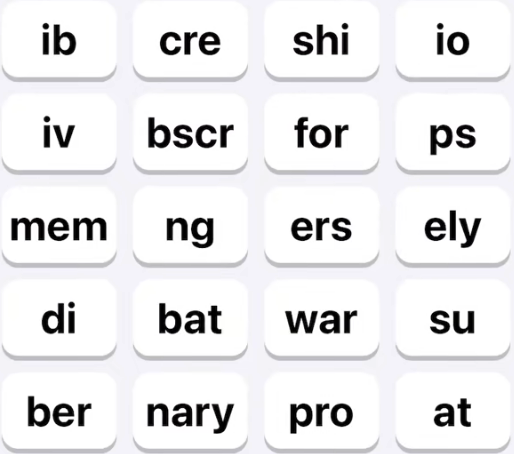 ib cre shi io
iv bscr for ps
mem ng ers ely
di bat war su
ber nary pro at